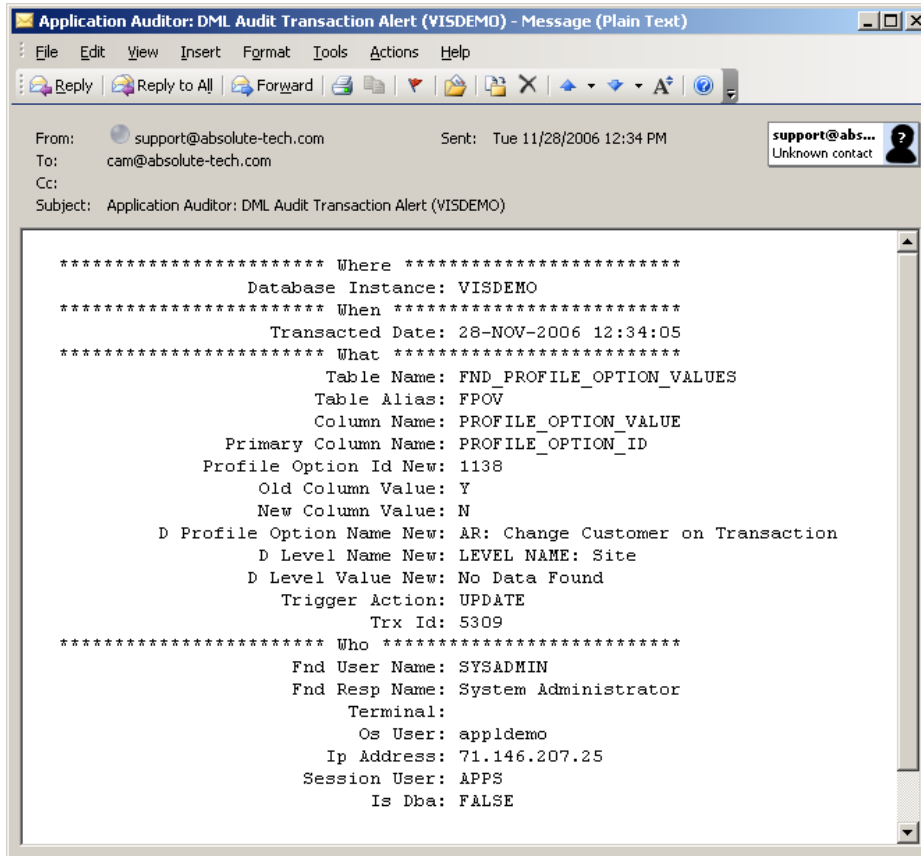 Application Auditor: DML Audit Transaction Alert (VISDEMO) - Message (Plain Text)
File Edit View Insert Format Tools Actions Help
Reply Reply to All Forward
From: support@absolute-tech.com Sent: Tue 11/28/2006 12:34 PM
support@abs...
Unknown contact
To: cam@absolute-tech.com
Cc:
Subject: Application Auditor: DML Audit Transaction Alert (VISDEMO)
************************ Where *************************
Database Instance: VISDEMO
************************ When **************************
Transacted Date: 28-NOV-2006 12:34:05
************************ What **************************
Table Name: FND_PROFILE_OPTION_VALUES
Table Alias: FPOV
Column Name: PROFILE_OPTION_VALUE
Primary Column Name: PROFILE_OPTION_ID
Profile Option Id New: 1138
Old Column Value: Y
New Column Value: N
D Profile Option Name New: AR: Change Customer on Transaction
D Level Name New: LEVEL NAME: Site
D Level Value New: No Data Found
Trigger Action: UPDATE
Trx Id: 5309
************************ Who ***************************
Fnd User Name: SYSADMIN
Fnd Resp Name: System Administrator
Terminal:
Os User: appldemo
Ip Address: 71.146.207.25
Session User: APPS
Is Dba: FALSE